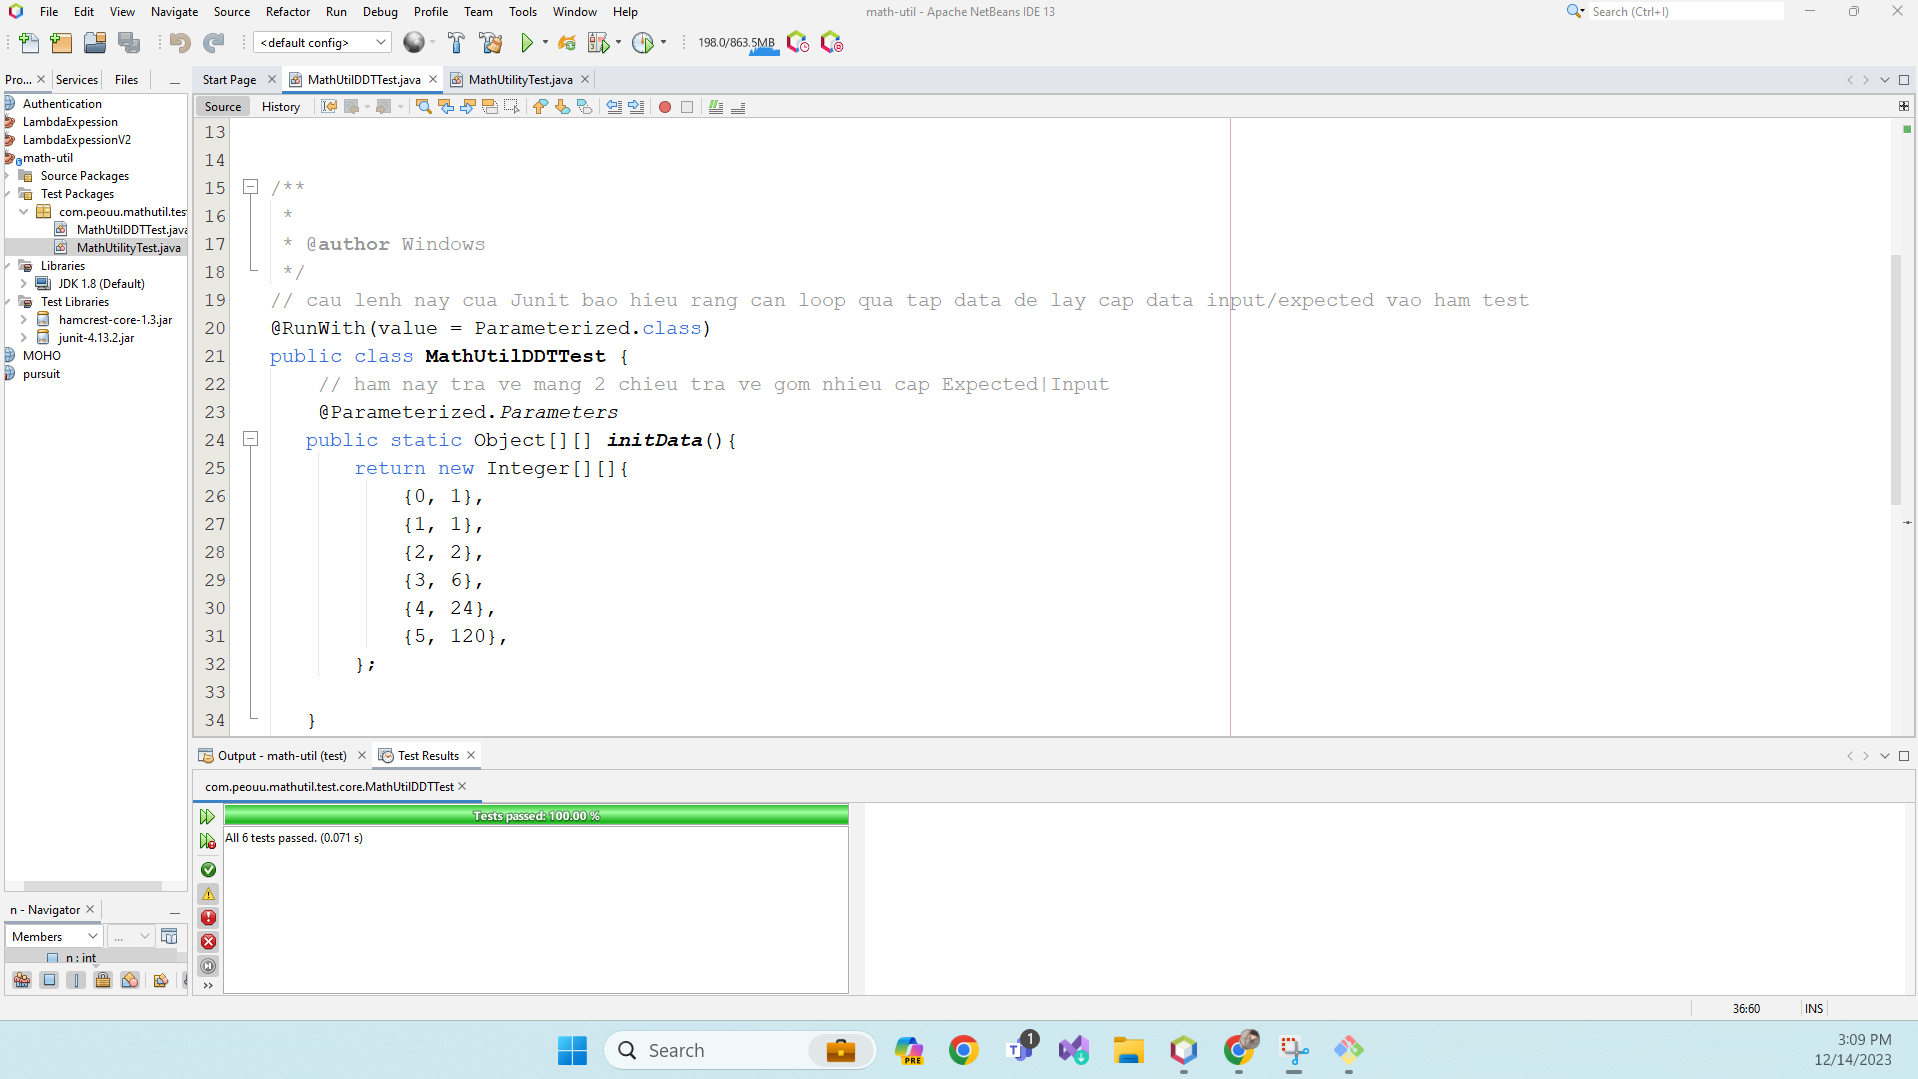 File Edit View Navigate Source Refactor Run Debug Profile Team Tools Window Help
math-util - Apache NetBeans IDE 13
Search (Ctrl+I)
<default config>
198.0/863.5MB
Pro... Services Files
Start Page MathUtilDDTTest.java MathUtilityTest.java
Source History
Authentication
LambdaExpession
LambdaExpessionV2
math-util
Source Packages
Test Packages
com.peouu.mathutil.tes
MathUtilDDTTest.java
MathUtilityTest.java
Libraries
JDK 1.8 (Default)
Test Libraries
hamcrest-core-1.3.jar
junit-4.13.2.jar
MOHO
pursuit
13
14
15 /**
16 *
17 * @author Windows
18 */
19 // cau lenh nay cua Junit bao hieu rang can loop qua tap data de lay cap data input/expected vao ham test
20 @RunWith(value = Parameterized.class)
21 public class MathUtilDDTTest {
22 // ham nay tra ve mang 2 chieu tra ve gom nhieu cap Expected|Input
23 @Parameterized.Parameters
24 public static Object[][] initData(){
25 return new Integer[][]{
26 {0, 1},
27 {1, 1},
28 {2, 2},
29 {3, 6},
30 {4, 24},
31 {5, 120},
32 };
33
34 }
Output - math-util (test) Test Results
com.peouu.mathutil.test.core.MathUtilDDTTest
Tests passed: 100.00 %
All 6 tests passed. (0.071 s)
n - Navigator
Members ...
n : int
36:60 INS
Search
PRE
1
3:09 PM
12/14/2023